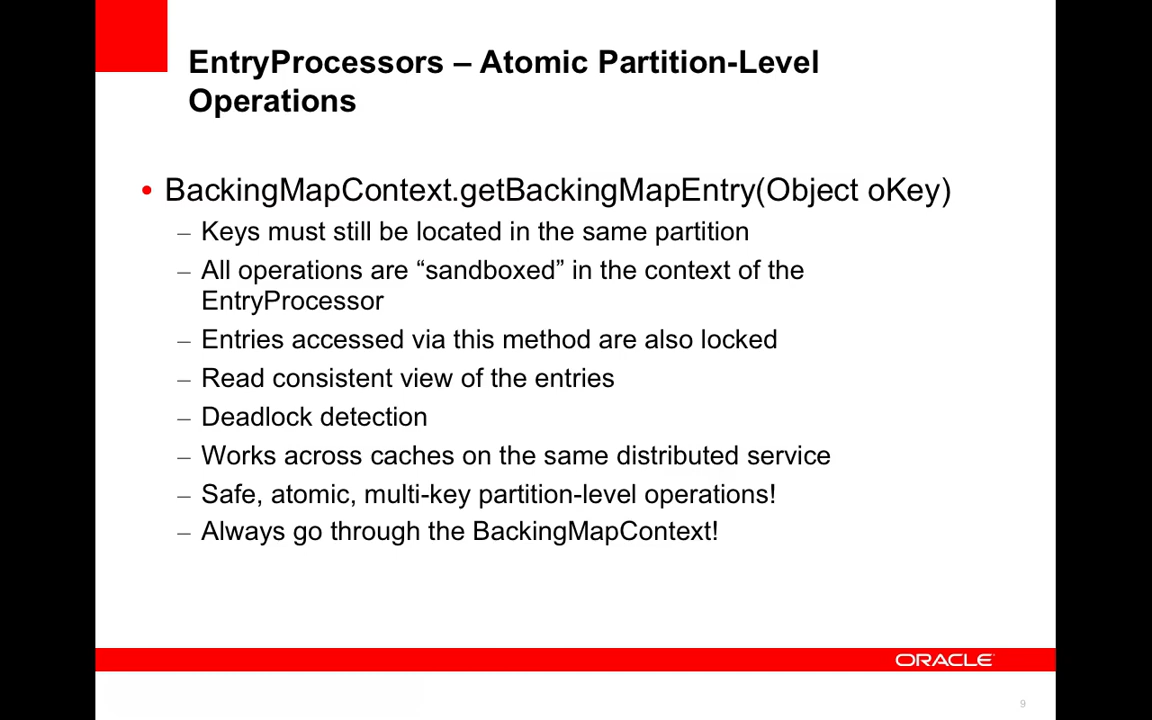 EntryProcessors – Atomic Partition-Level
Operations
• BackingMapContext.getBackingMapEntry(Object oKey)
– Keys must still be located in the same partition
– All operations are “sandboxed” in the context of the
EntryProcessor
– Entries accessed via this method are also locked
– Read consistent view of the entries
– Deadlock detection
– Works across caches on the same distributed service
– Safe, atomic, multi-key partition-level operations!
– Always go through the BackingMapContext!
ORACLE
9